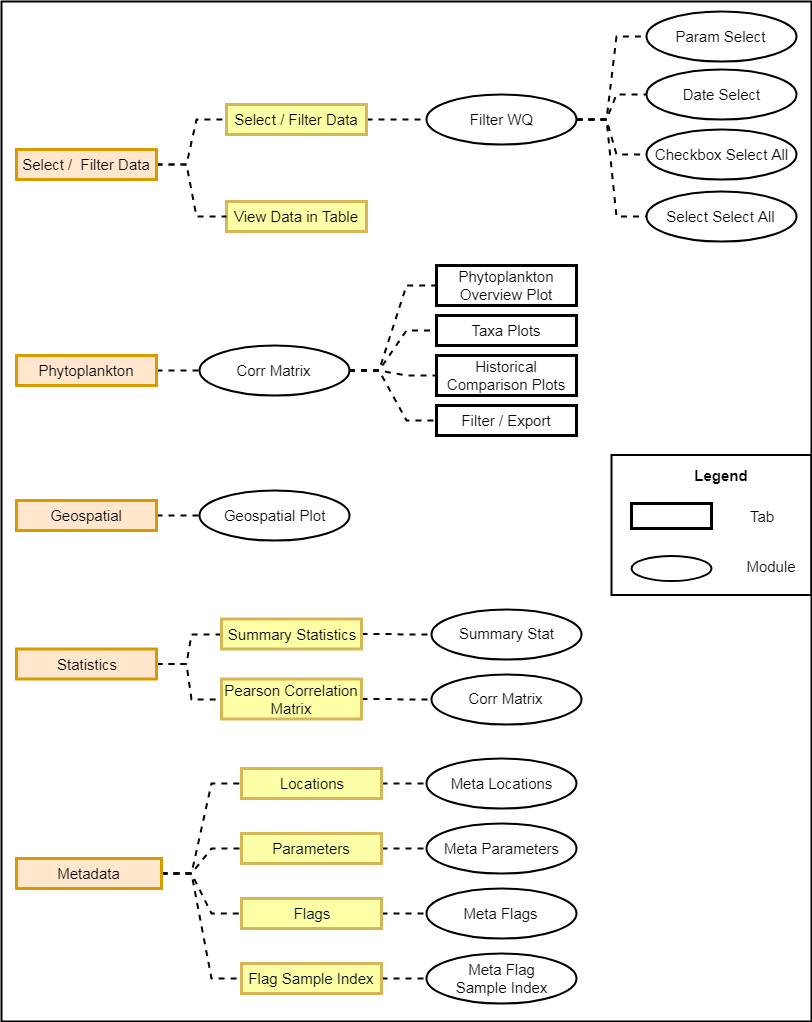 Param Select
Date Select
Select / Filter Data
Filter WQ
Checkbox Select All
Select /  Filter Data
View Data in Table
Select Select All
Phytoplankton
Overview Plot
Taxa Plots
Phytoplankton
Corr Matrix
Historical
Comparison Plots
Filter / Export
Legend
Tab
Module
Geospatial
Geospatial Plot
Summary Statistics
Summary Stat
Statistics
Pearson Correlation
Matrix
Corr Matrix
Locations
Meta Locations
Parameters
Meta Parameters
Metadada
Flags
Meta Flags
Flag Sample Index
Meta Flag
Sample Index